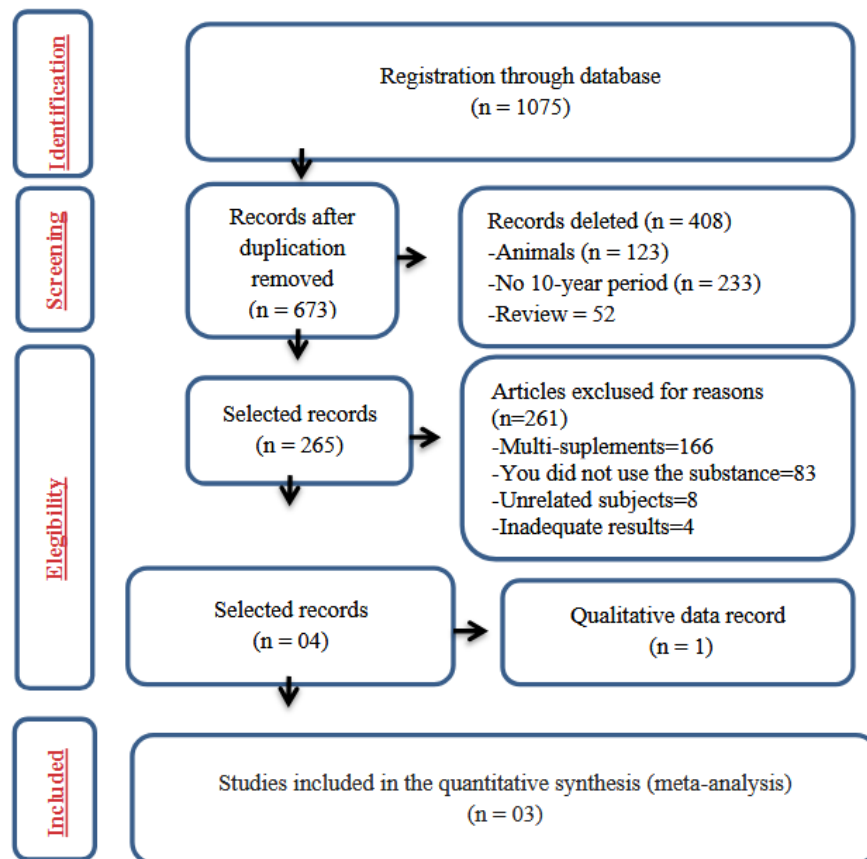 Identification
Registration through database
(n = 1075)
Screening
Records after
duplication
removed
(n = 673)
Records deleted (n = 408)
-Animals (n = 123)
-No 10-year period (n = 233)
-Review = 52
Elegibility
Selected records
(n = 265)
Articles exclused for reasons
(n=261)
-Multi-suplements=166
-You did not use the substance=83
-Unrelated subjects=8
-Inadequate results=4
Selected records
(n = 04)
Qualitative data record
(n = 1)
Included
Studies included in the quantitative synthesis (meta-analysis)
(n = 03)